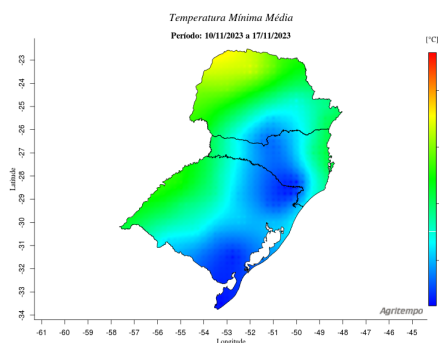 Temperatura Mínima Média
Período: 10/11/2023 a 17/11/2023
[°C]
-23
-24
-25
-26
-27
-28
-29
-30
-31
-32
-33
-34
Latitude
Agritempo
-61 -60 -59 -58 -57 -56 -55 -54 -53 -52 -51 -50 -49 -48 -47 -46 -45
Longitude